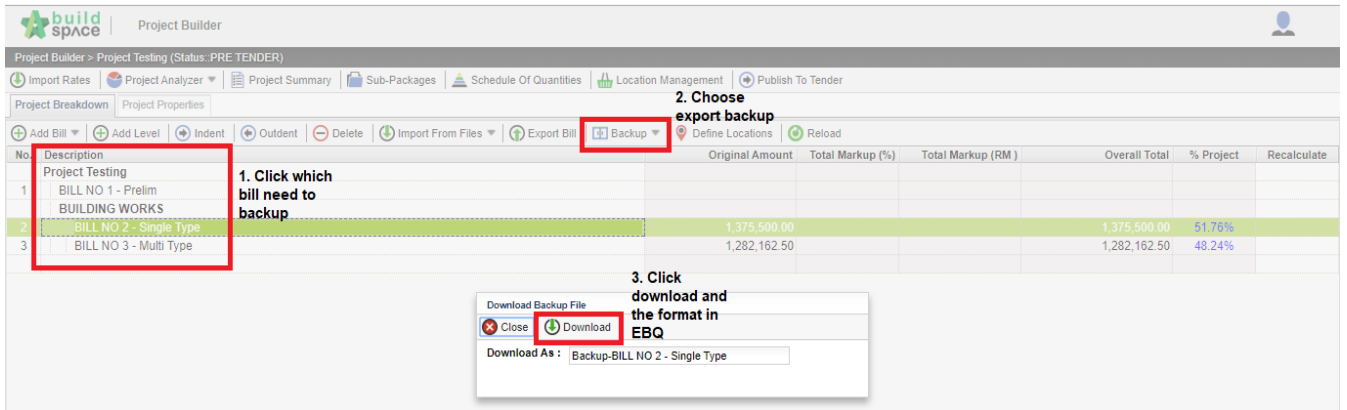 build
space
Project Builder
Project Builder > Project Testing (Status::PRE TENDER)
Import Rates Project Analyzer Project Summary Sub-Packages Schedule Of Quantities Location Management Publish To Tender
Project Breakdown Project Properties
2. Choose
export backup
Add Bill Add Level Indent Outdent Delete Import From Files Export Bill Backup Define Locations Reload
No. Description Original Amount Total Markup (%) Total Markup (RM ) Overall Total % Project Recalculate
Project Testing
1 BILL NO 1 - Prelim
BUILDING WORKS
1. Click which
bill need to
backup
2 BILL NO 2 - Single Type 1,375,500.00 1,375,500.00 51.76%
3 BILL NO 3 - Multi Type 1,282,162.50 1,282,162.50 48.24%
3. Click
download and
the format in
EBQ
Download Backup File
Close Download
Download As : Backup-BILL NO 2 - Single Type